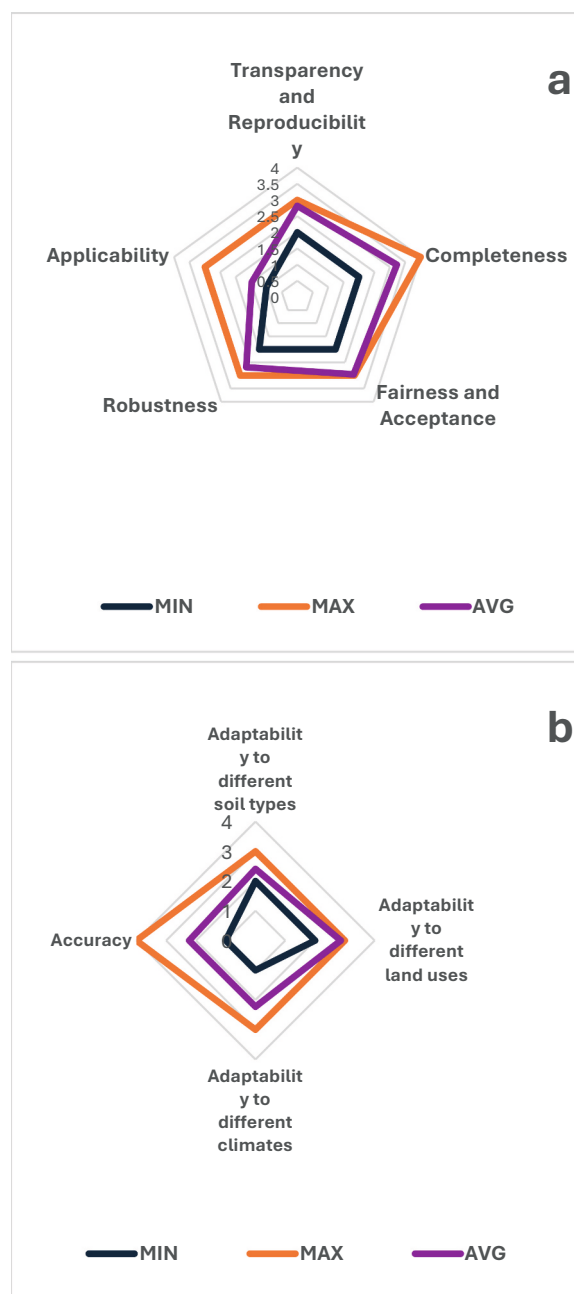 a
Transparency
and
Reproducibilit
y
4
3.5
3
2.5
2
1.5
1
0.5
0
Applicability
Completeness
Robustness
Fairness and
Acceptance
MIN MAX AVG
b
Adaptabilit
y to
different
soil types
4
3
2
1
0
Accuracy
Adaptabilit
y to
different
land uses
Adaptabilit
y to
different
climates
MIN MAX AVG